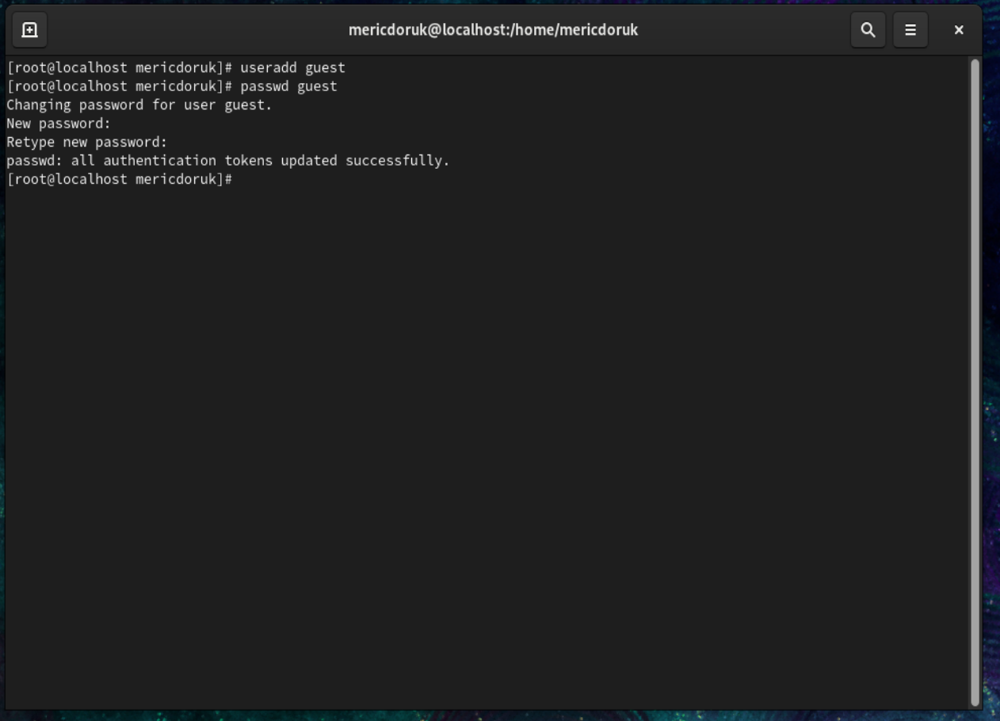 mericdoruk@localhost:/home/mericdoruk
[root@localhost mericdoruk]# useradd guest
[root@localhost mericdoruk]# passwd guest
Changing password for user guest.
New password:
Retype new password:
passwd: all authentication tokens updated successfully.
[root@localhost mericdoruk]#